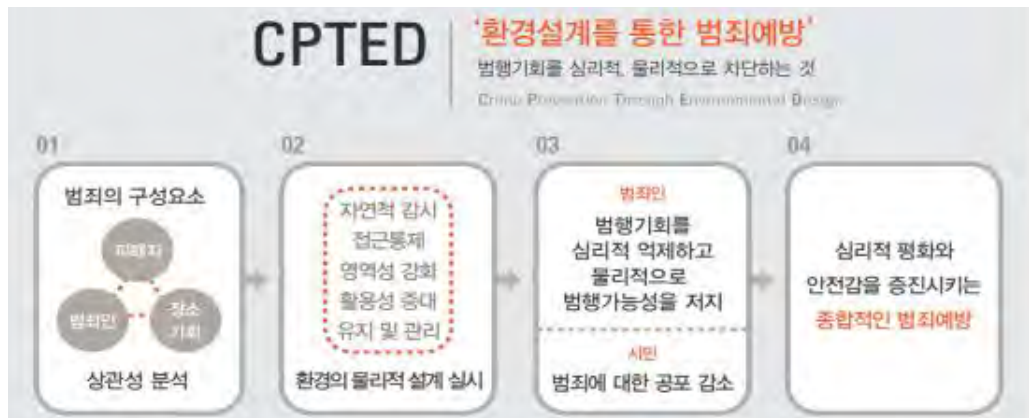 CPTED
'환경설계를 통한 범죄예방'
범행기회를 심리적, 물리적으로 차단하는 것
Crime Prevention Through Environmental Design
01
범죄의 구성요소
피해자
범죄인
장소
기회
상관성 분석
02
자연적 감시
접근통제
영역성 강화
활용성 증대
유지 및 관리
환경의 물리적 설계 실시
03
범죄인
범행기회를
심리적 억제하고
물리적으로
범행가능성을 저지
시민
범죄에 대한 공포 감소
04
심리적 평화와
안전감을 증진시키는
종합적인 범죄예방